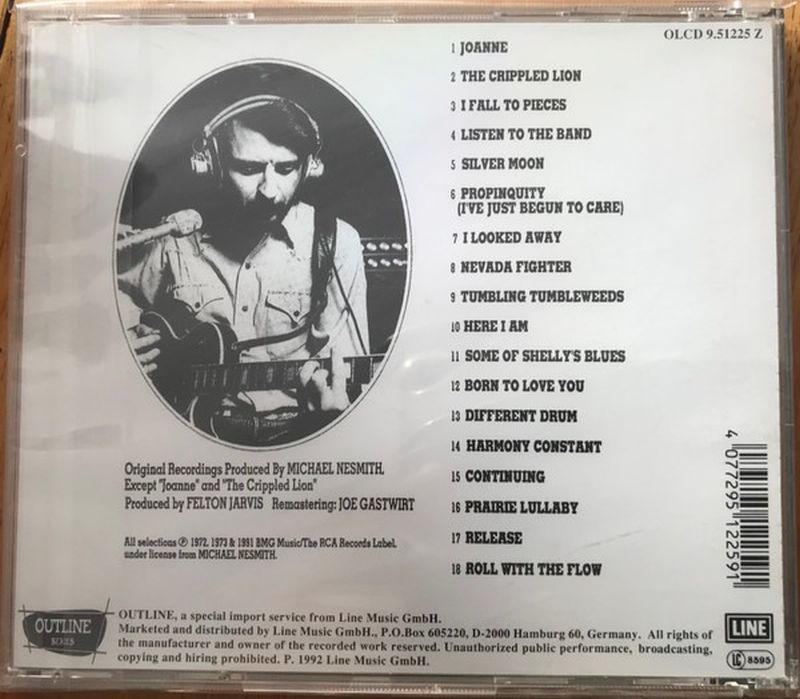 OLCD 9.51225 Z
1 JOANNE
2 THE CRIPPLED LION
3 I FALL TO PIECES
4 LISTEN TO THE BAND
5 SILVER MOON
6 PROPINQUITY
(I'VE JUST BEGUN TO CARE)
7 I LOOKED AWAY
8 NEVADA FIGHTER
9 TUMBLING TUMBLEWEEDS
10 HERE I AM
11 SOME OF SHELLY'S BLUES
12 BORN TO LOVE YOU
13 DIFFERENT DRUM
14 HARMONY CONSTANT
15 CONTINUING
16 PRAIRIE LULLABY
17 RELEASE
18 ROLL WITH THE FLOW
Original Recordings Produced By MICHAEL NESMITH,
Except "Joanne" and "The Crippled Lion"
Produced by FELTON JARVIS Remastering: JOE GASTWIRT
All selections ℗ 1972, 1973 & 1991 BMG Music/The RCA Records Label,
under license from MICHAEL NESMITH.
4 077295 122591
OUTLINE
OUTLINE, a special import service from Line Music GmbH.
Marketed and distributed by Line Music GmbH., P.O.Box 605220, D-2000 Hamburg 60, Germany. All rights of
the manufacturer and owner of the recorded work reserved. Unauthorized public performance, broadcasting,
copying and hiring prohibited. P. 1992 Line Music GmbH.
LINE
LC 8595